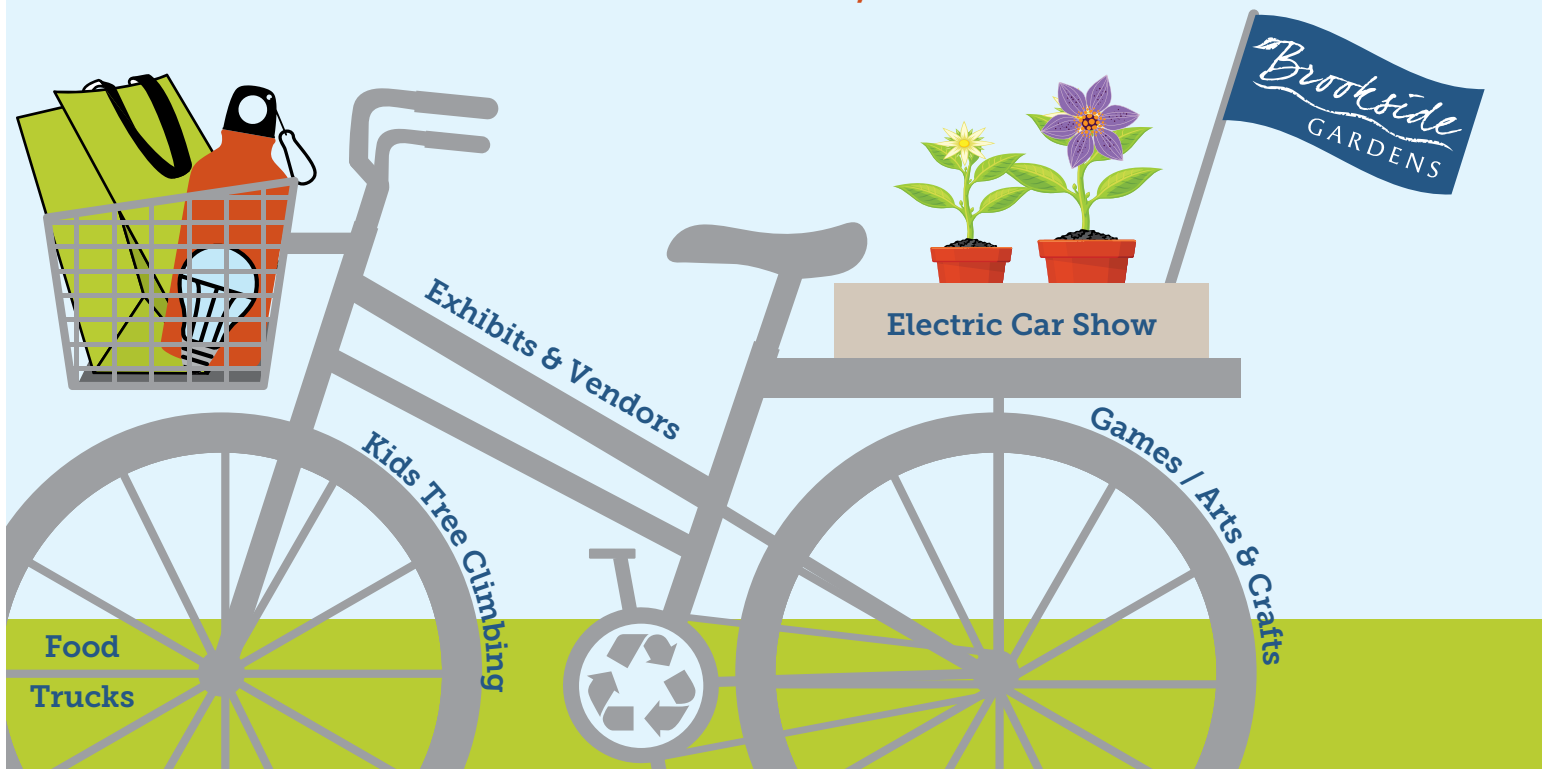 Brookside
GARDENS
Electric Car Show
Exhibits & Vendors
Games / Arts & Crafts
Kids Tree Climbing
Food
Trucks